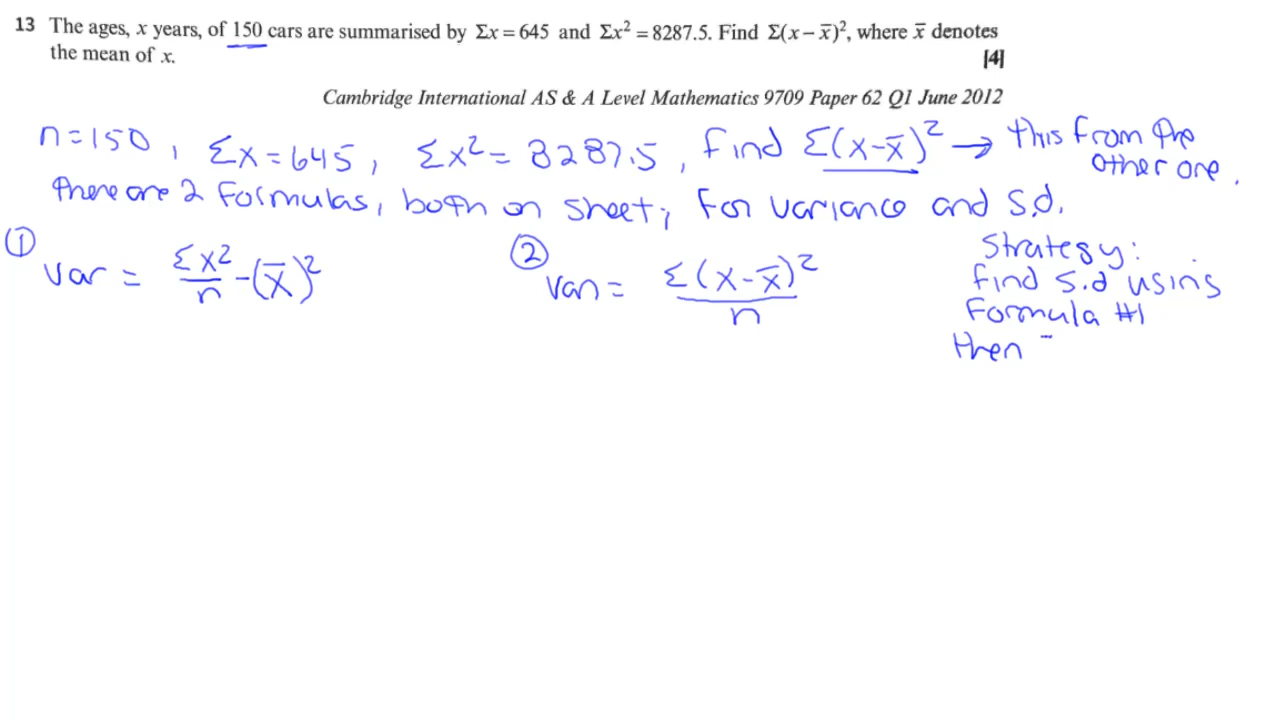 13 The ages, x years, of 150 cars are summarised by Σx = 645 and Σx² = 8287.5. Find Σ(x − x̄)², where x̄ denotes
the mean of x. [4]
Cambridge International AS & A Level Mathematics 9709 Paper 62 Q1 June 2012
n=150, Σx=645, Σx²= 8287.5, find Σ(x-x̄)² → this from the
other one.
there are 2 formulas, both on sheet, for variance and s.d.
① var = Σx²/n - (x̄)²
② var = Σ(x-x̄)²/n
Strategy:
find s.d using
formula #1
then